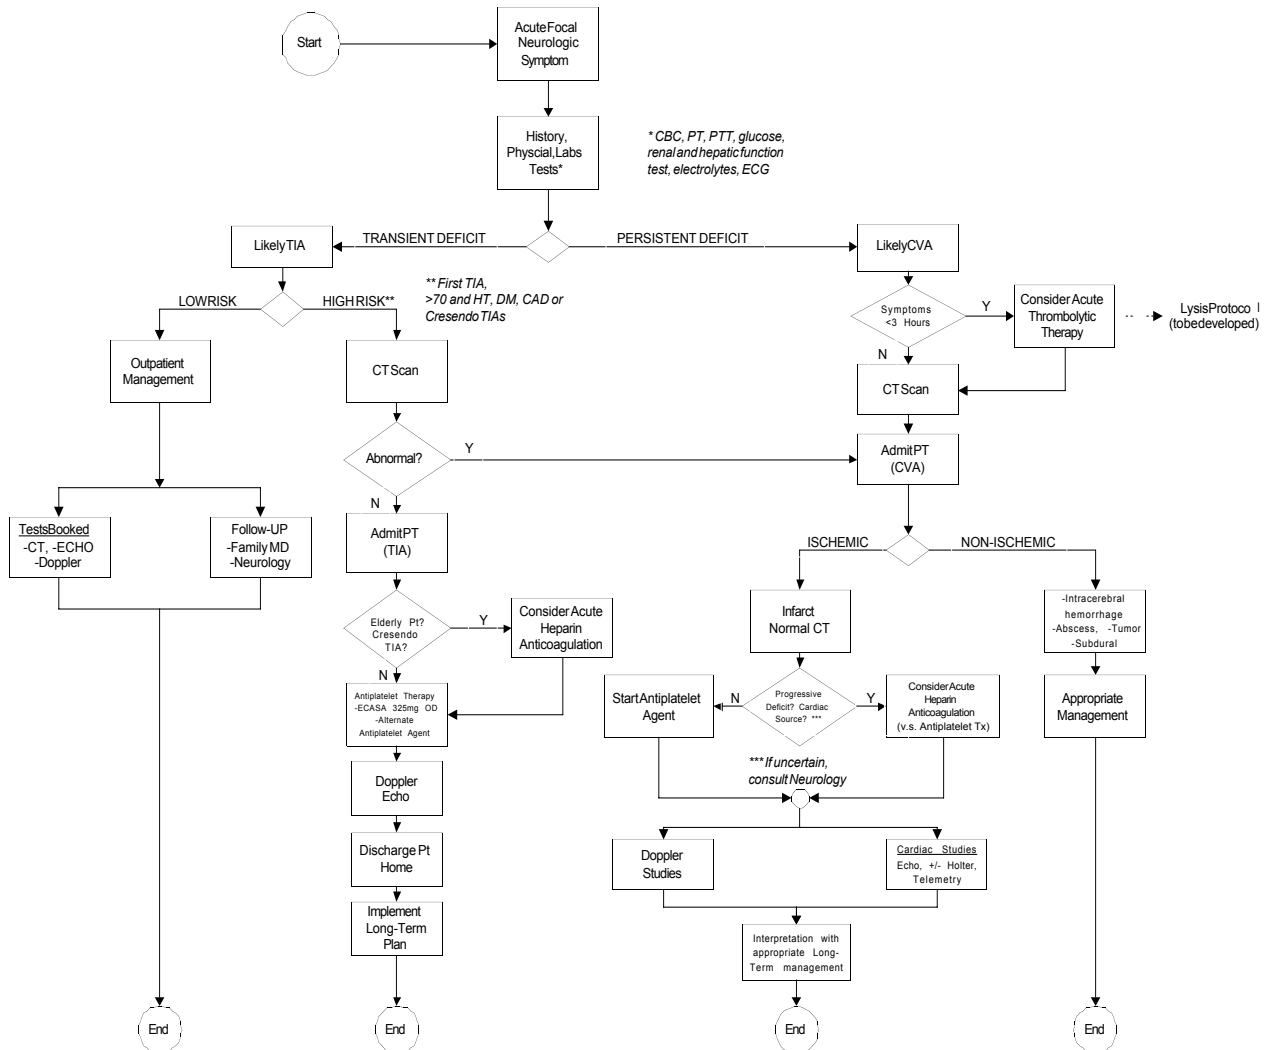 Start
Acute Focal
Neurologic
Symptom
History,
Physcial, Labs
Tests*
* CBC, PT, PTT, glucose,
renal and hepatic function
test, electrolytes, ECG
Likely TIA
TRANSIENT DEFICIT
PERSISTENT DEFICIT
Likely CVA
** First TIA,
>70 and HT, DM, CAD or
Cresendo TIAs
LOW RISK
HIGH RISK**
Symptoms
<3 Hours
Y
N
Consider Acute
Thrombolytic
Therapy
Lysis Protocol
(to be developed)
Outpatient
Management
CT Scan
CT Scan
Abnormal?
Y
N
Admit PT
(CVA)
Tests Booked
-CT, -ECHO
-Doppler
Follow-UP
-Family MD
-Neurology
Admit PT
(TIA)
ISCHEMIC
NON-ISCHEMIC
Elderly Pt?
Cresendo
TIA?
Y
N
Consider Acute
Heparin
Anticoagulation
Infarct
Normal CT
-Intracerebral
hemorrhage
-Abscess, -Tumor
-Subdural
Antiplatelet Therapy
-ECASA 325mg OD
-Alternate
Antiplatelet Agent
Start Antiplatelet
Agent
N
Progressive
Deficit? Cardiac
Source? ***
Y
Consider Acute
Heparin
Anticoagulation
(v.s. Antiplatelet Tx)
Appropriate
Management
*** If uncertain,
consult Neurology
Doppler
Echo
Discharge Pt
Home
Implement
Long-Term
Plan
Doppler
Studies
Cardiac Studies
Echo, +/- Holter,
Telemetry
Interpretation with
appropriate Long-
Term management
End
End
End
End